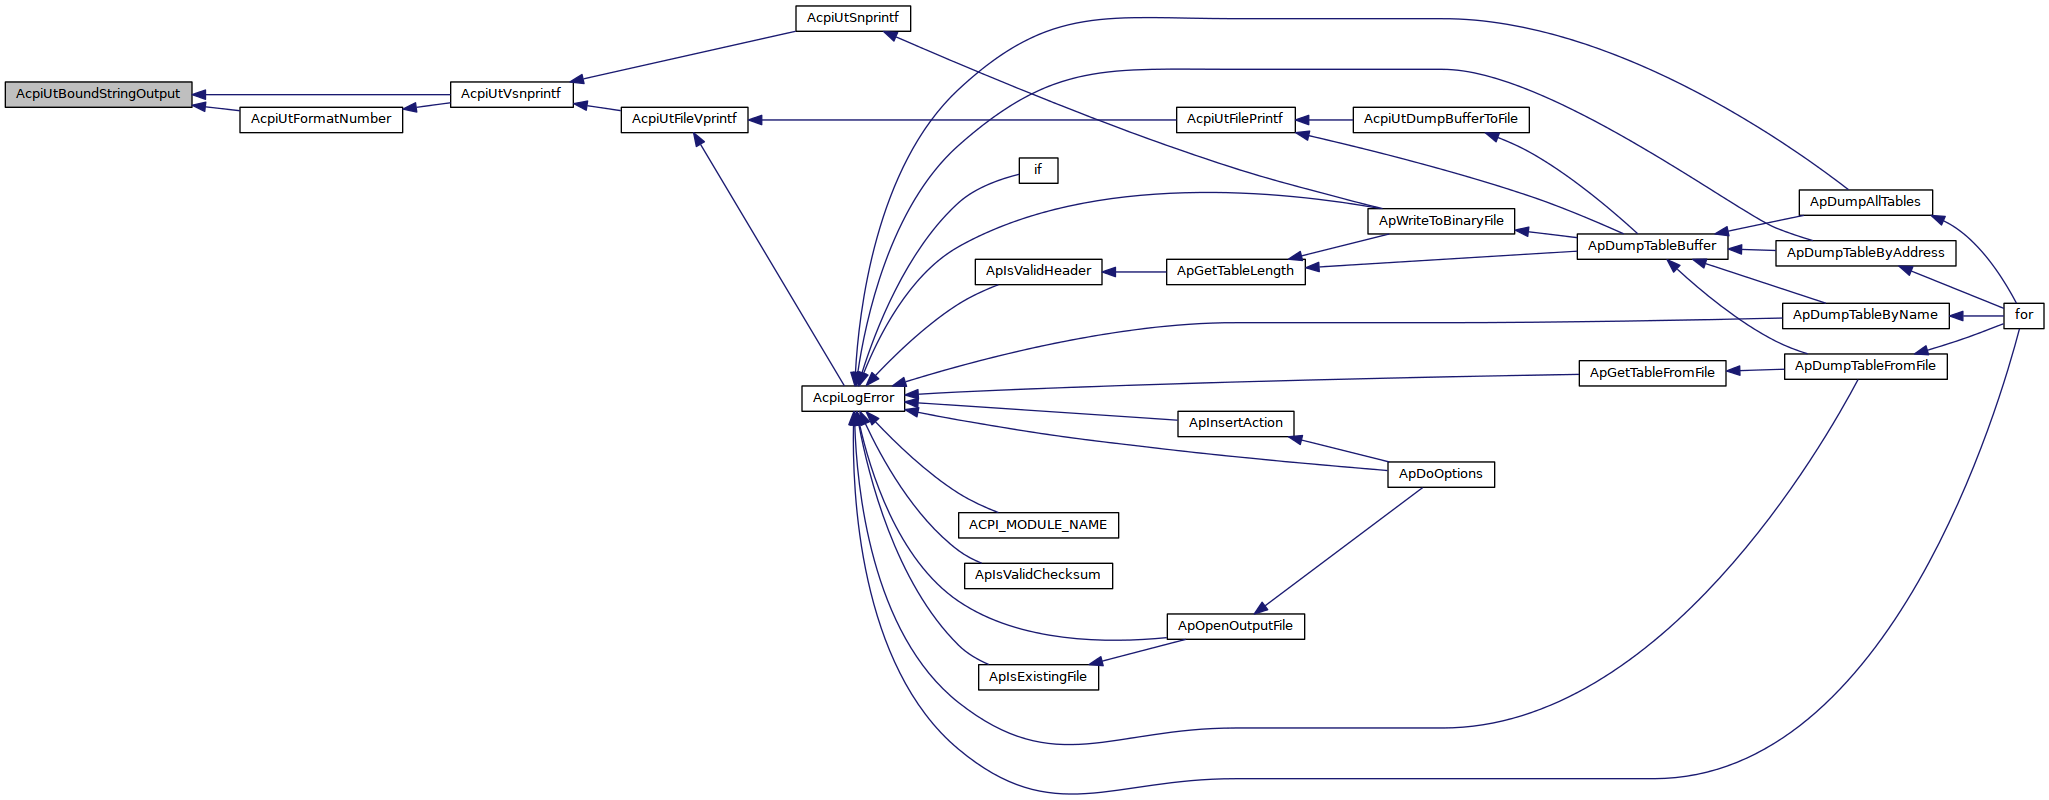 AcpiUtSnprintf
AcpiUtBoundStringOutput
AcpiUtVsnprintf
AcpiUtFormatNumber
AcpiUtFileVprintf
AcpiUtFilePrintf
AcpiUtDumpBufferToFile
if
ApDumpAllTables
ApWriteToBinaryFile
ApDumpTableBuffer
ApDumpTableByAddress
ApIsValidHeader
ApGetTableLength
ApDumpTableByName
for
ApDumpTableFromFile
ApGetTableFromFile
AcpiLogError
ApInsertAction
ApDoOptions
ACPI_MODULE_NAME
ApIsValidChecksum
ApOpenOutputFile
ApIsExistingFile